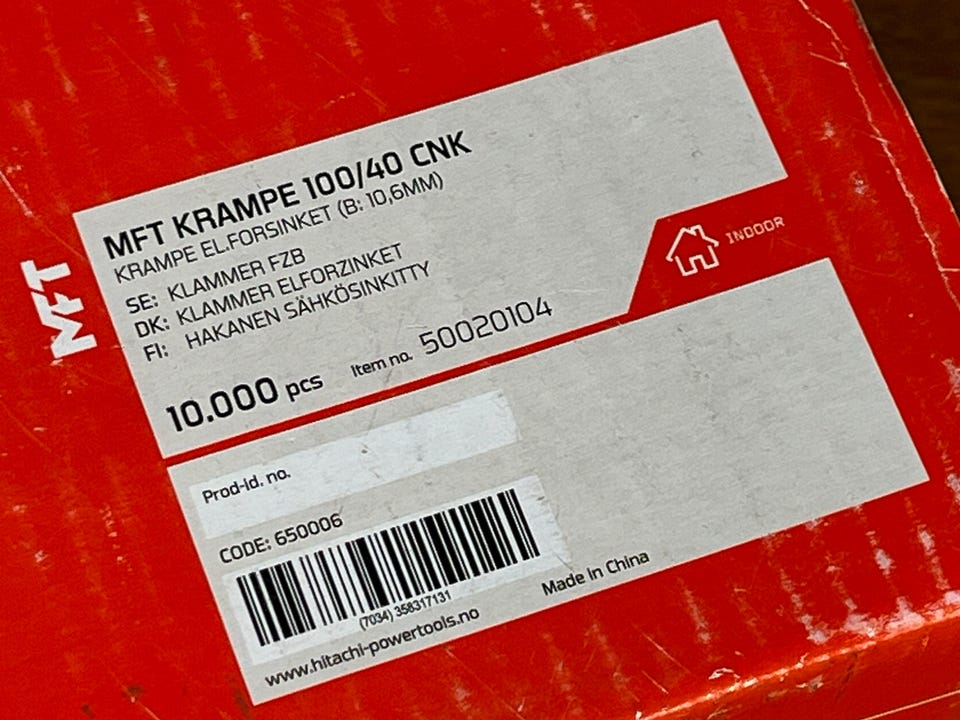 MFT
MFT KRAMPE 100/40 CNK
KRAMPE EL.FORSINKET (B: 10,6MM)
SE: KLAMMER FZB
DK: KLAMMER ELFORZINKET
FI: HAKANEN SÄHKÖSINKITTY
10.000 pcs Item no. 50020104
INDOOR
Prod-id. no.
CODE: 650006
(7034) 358317131
www.hitachi-powertools.no
Made in China